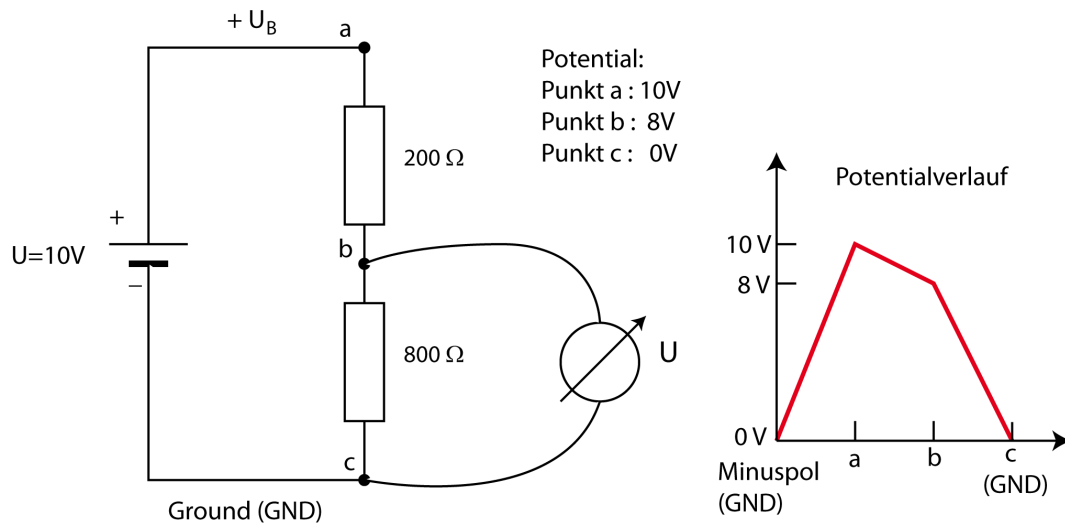 + U_B
a
Potential:
Punkt a : 10V
Punkt b :  8V
Punkt c :  0V
200 Ω
Potentialverlauf
+
U=10V
−
b
10 V
8 V
800 Ω
U
0 V
a
b
c
Minuspol
(GND)
(GND)
c
Ground (GND)